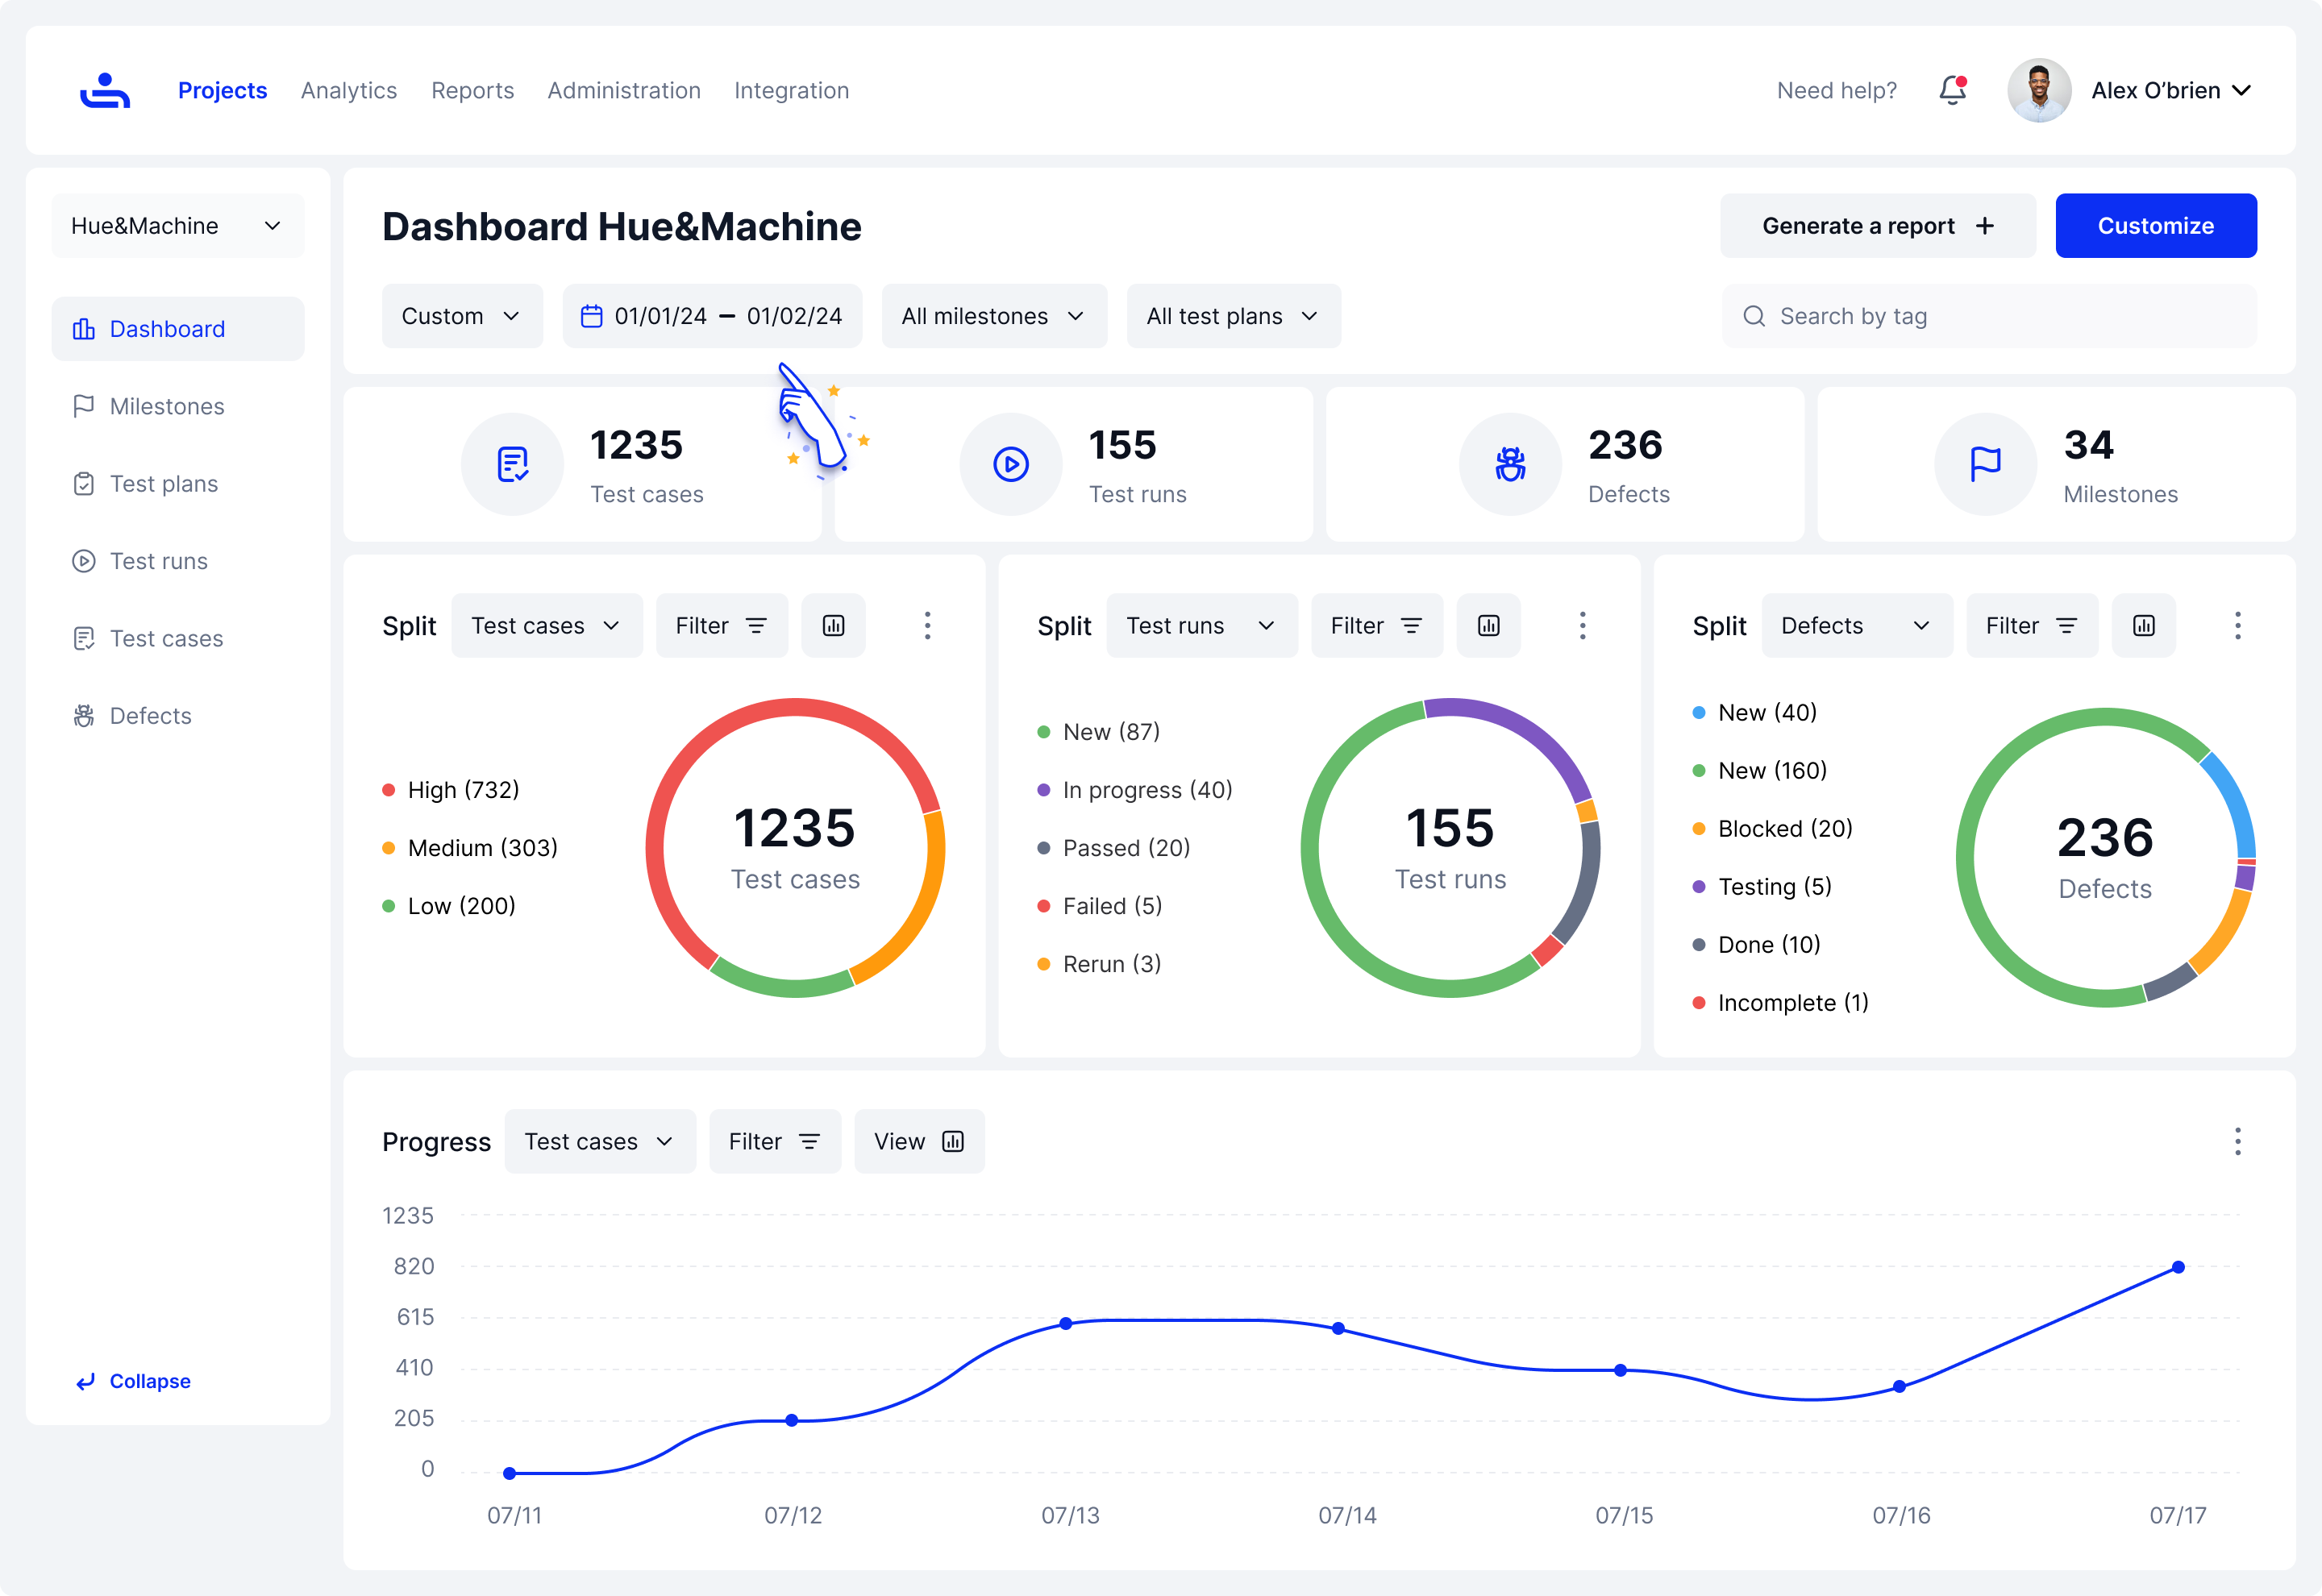 Projects Analytics Reports Administration Integration Need help? Alex O’brien
Hue&Machine
Dashboard
Milestones
Test plans
Test runs
Test cases
Defects
Collapse
Dashboard Hue&Machine
Generate a report
Customize
Custom 01/01/24 – 01/02/24 All milestones All test plans Search by tag
1235
Test cases
155
Test runs
236
Defects
34
Milestones
Split Test cases Filter
High (732)
Medium (303)
Low (200)
1235
Test cases
Split Test runs Filter
New (87)
In progress (40)
Passed (20)
Failed (5)
Rerun (3)
155
Test runs
Split Defects Filter
New (40)
New (160)
Blocked (20)
Testing (5)
Done (10)
Incomplete (1)
236
Defects
Progress Test cases Filter View
1235
820
615
410
205
0
07/11 07/12 07/13 07/14 07/15 07/16 07/17